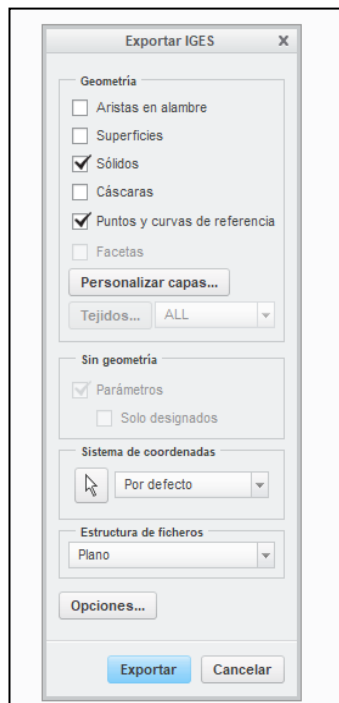 Exportar IGES
Geometría
Aristas en alambre
Superficies
Sólidos
Cáscaras
Puntos y curvas de referencia
Facetas
Personalizar capas...
Tejidos... ALL
Sin geometría
Parámetros
Solo designados
Sistema de coordenadas
Por defecto
Estructura de ficheros
Plano
Opciones...
Exportar Cancelar